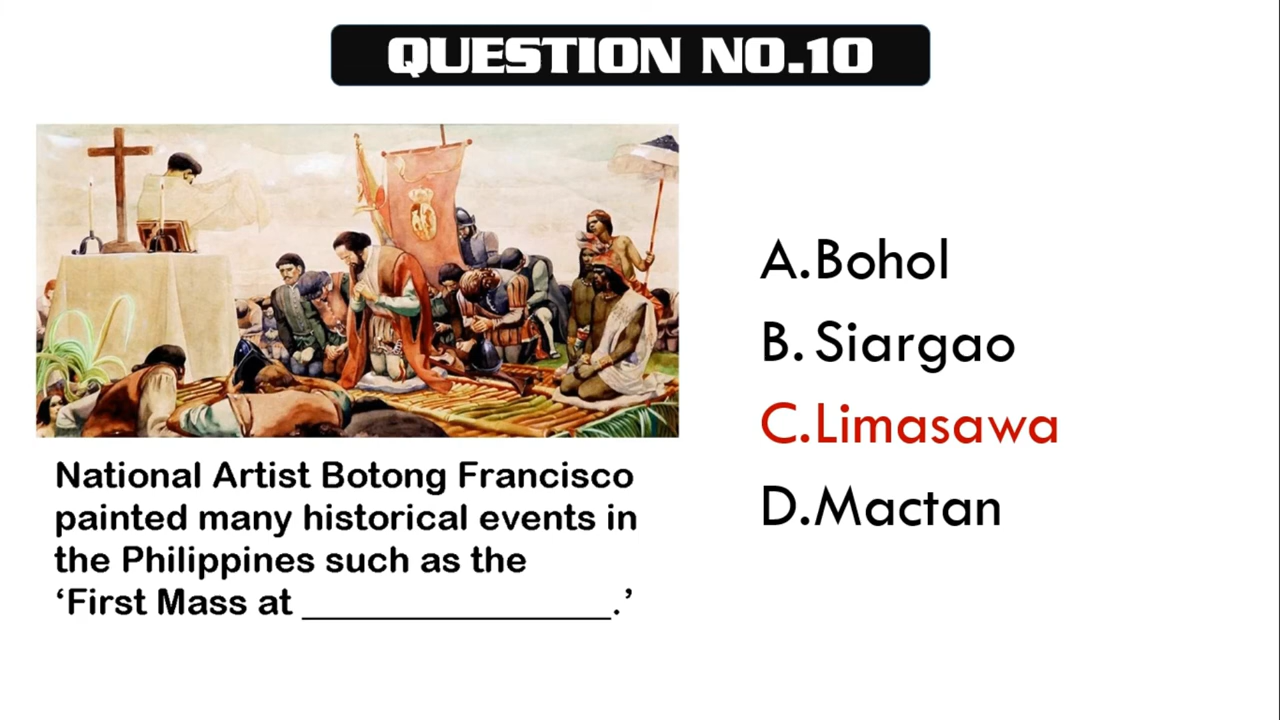 QUESTION NO.10
National Artist Botong Francisco
painted many historical events in
the Philippines such as the
‘First Mass at _________________.’
A.Bohol
B. Siargao
C.Limasawa
D.Mactan